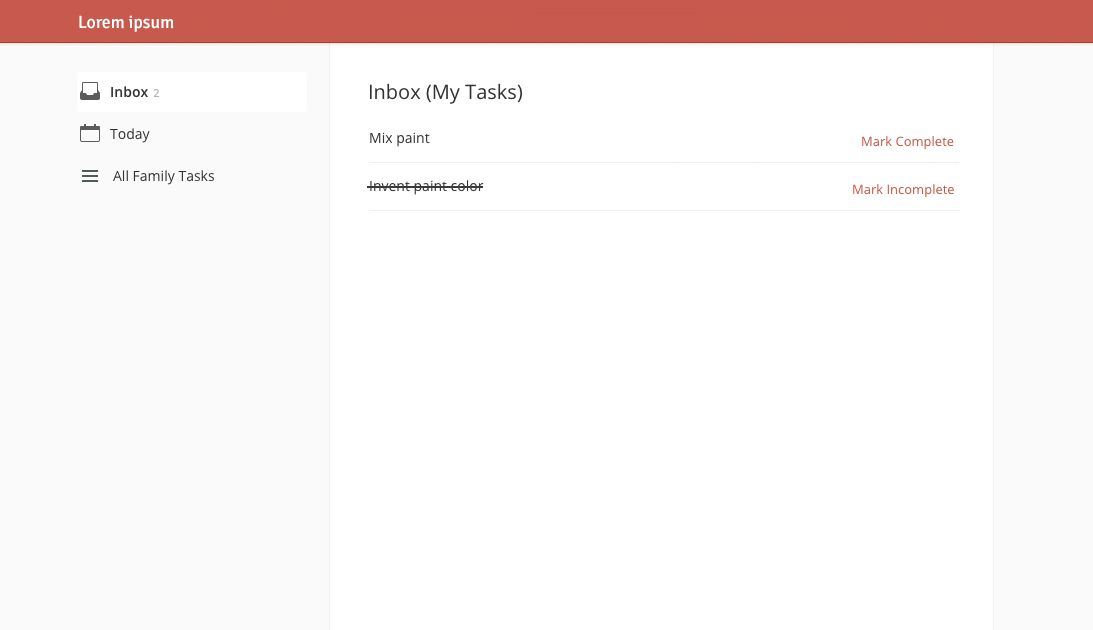 Lorem ipsum
Inbox 2
Today
All Family Tasks
Inbox (My Tasks)
Mix paint
Mark Complete
Invent paint color
Mark Incomplete